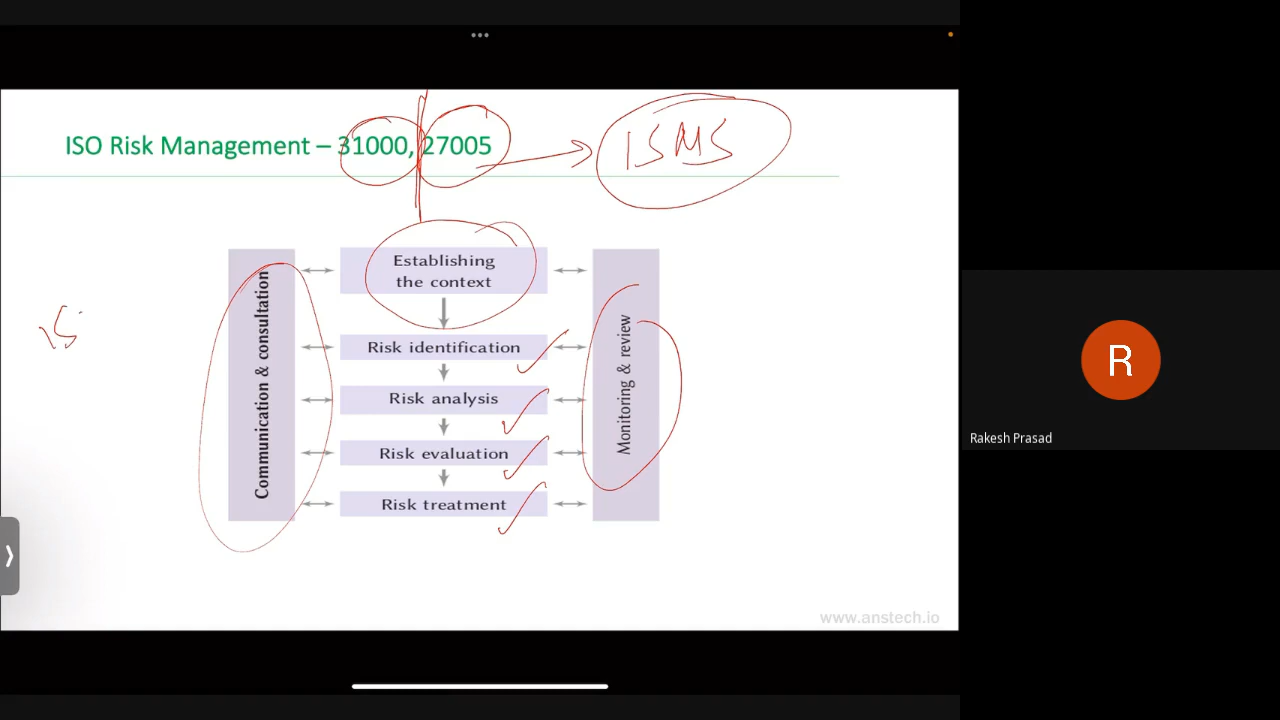 ISO Risk Management – 31000, 27005
ISMS
Establishing
the context
Communication & consultation
Monitoring & review
Risk identification
Risk analysis
Risk evaluation
Risk treatment
IS
www.anstech.io
R
Rakesh Prasad